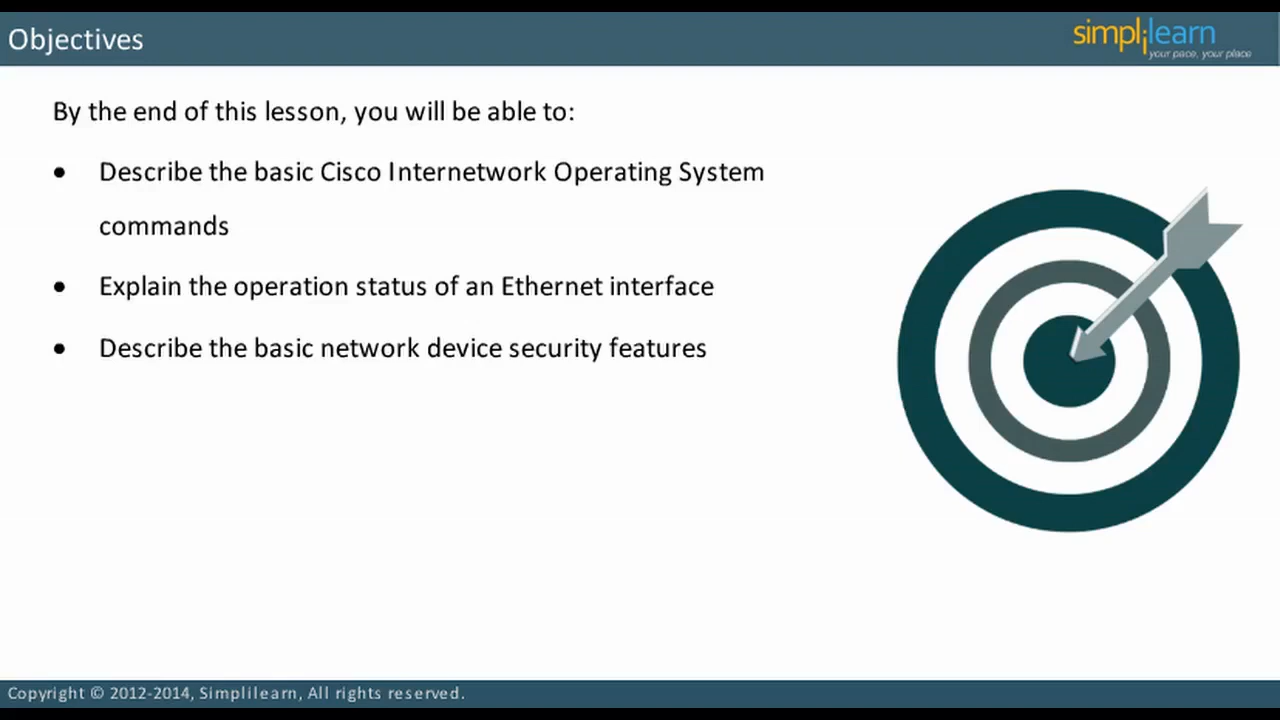 Objectives
simplilearn
your pace, your place
By the end of this lesson, you will be able to:
• Describe the basic Cisco Internetwork Operating System
commands
• Explain the operation status of an Ethernet interface
• Describe the basic network device security features
Copyright © 2012-2014, Simplilearn, All rights reserved.